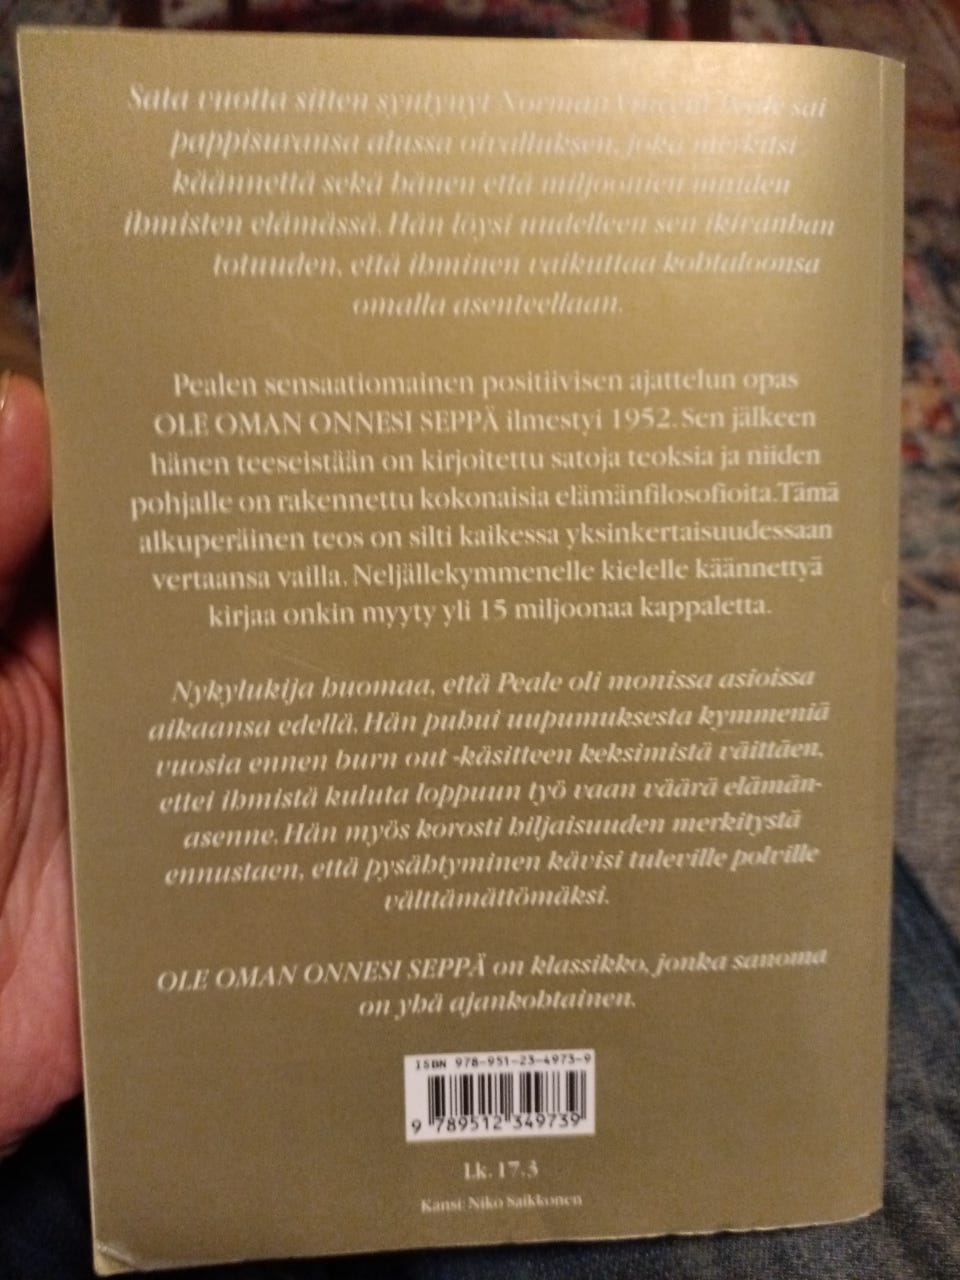 Sata vuotta sitten syntynyt Norman Vincent Peale sai
pappisuransa alussa oivalluksen, joka merkitsi
käännettä sekä hänen että miljoonien muiden
ihmisten elämässä. Hän löysi uudelleen sen ikivanhan
totuuden, että ihminen vaikuttaa kohtaloonsa
omalla asenteellaan.
Pealen sensaatiomainen positiivisen ajattelun opas
OLE OMAN ONNESI SEPPÄ ilmestyi 1952. Sen jälkeen
hänen teeseistään on kirjoitettu satoja teoksia ja niiden
pohjalle on rakennettu kokonaisia elämänfilosofioita. Tämä
alkuperäinen teos on silti kaikessa yksinkertaisuudessaan
vertaansa vailla. Neljällekymmenelle kielelle käännettyä
kirjaa onkin myyty yli 15 miljoonaa kappaletta.
Nykylukija huomaa, että Peale oli monissa asioissa
aikaansa edellä. Hän puhui uupumuksesta kymmeniä
vuosia ennen burn out -käsitteen keksimistä väittäen,
ettei ihmistä kuluta loppuun työ vaan väärä elämän-
asenne. Hän myös korosti hiljaisuuden merkitystä
ennustaen, että pysähtyminen kävisi tuleville polville
välttämättömäksi.
OLE OMAN ONNESI SEPPÄ on klassikko, jonka sanoma
on yhä ajankohtainen.
ISBN 978-951-23-4973-9
9 789512 349739
Lk. 17.3
Kansi: Niko Saikkonen